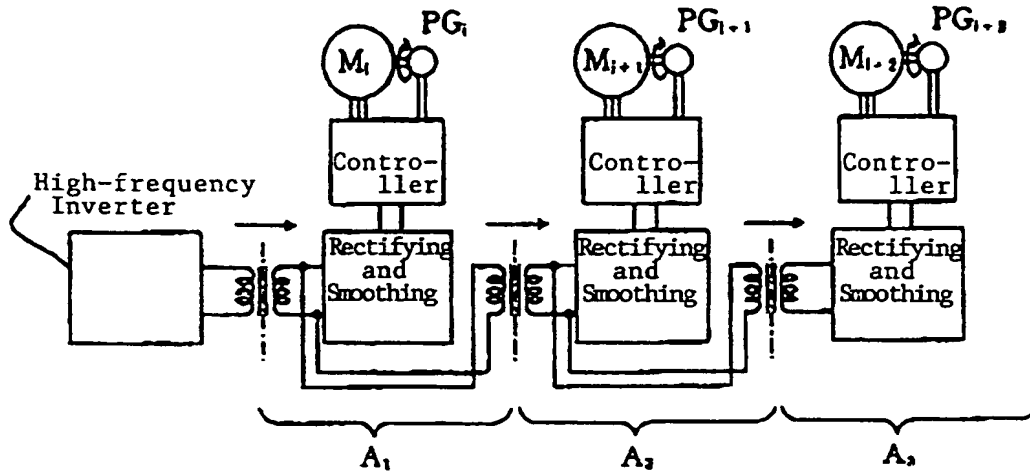 PGi
PGi+1
PGi+3
Mi
Mi+1
Mi+2
Contro-
ller
Contro-
ller
Contro-
ller
High-frequency
Inverter
Rectifying
and
Smoothing
Rectifying
and
Smoothing
Rectifying
and
Smoothing
A1
A2
A3